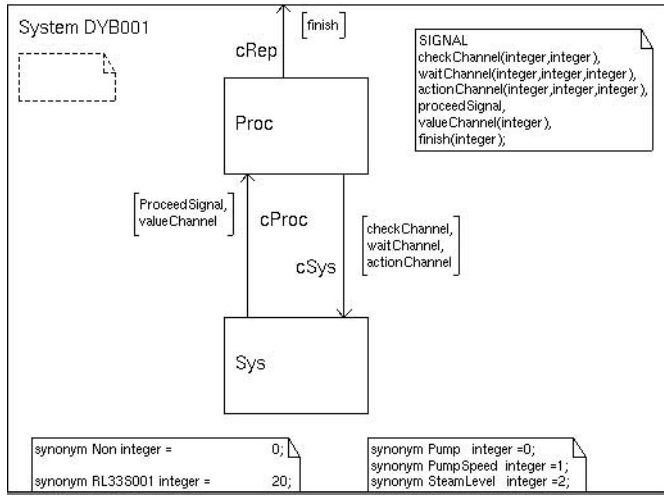 System DYB001
cRep
[finish]
SIGNAL
checkChannel(integer,integer),
waitChannel(integer,integer,integer),
actionChannel(integer,integer,integer),
proceedSignal,
valueChannel(integer),
finish(integer);
Proc
[ProceedSignal,
valueChannel]
cProc
cSys
[checkChannel,
waitChannel,
actionChannel]
Sys
synonym Non integer = 0;
synonym RL33S001 integer = 20;
synonym Pump integer =0;
synonym PumpSpeed integer =1;
synonym SteamLevel integer =2;